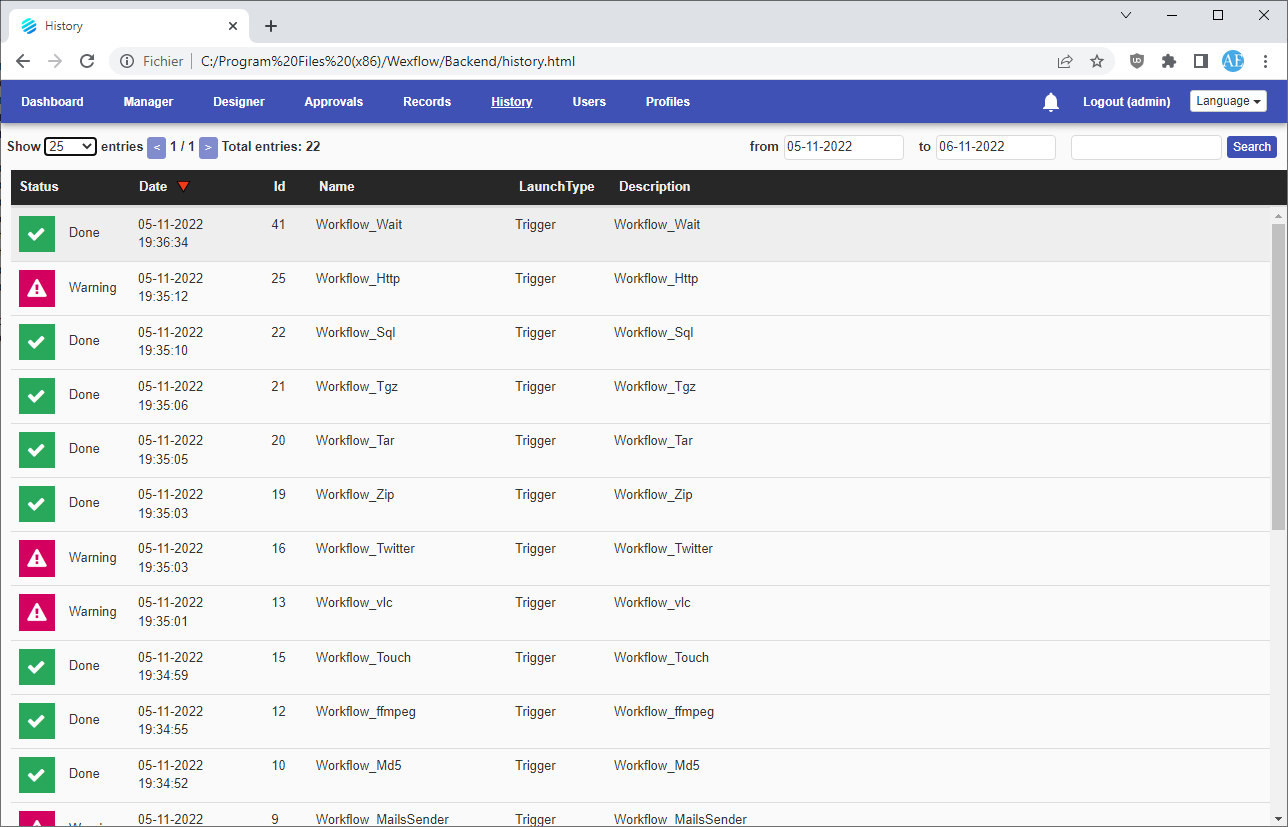 History
Fichier C:/Program%20Files%20(x86)/Wexflow/Backend/history.html
AE
Dashboard Manager Designer Approvals Records History Users Profiles Logout (admin) Language
Show 25 entries < 1 / 1 > Total entries: 22 from 05-11-2022 to 06-11-2022 Search
Status Date Id Name LaunchType Description
Done 05-11-2022 19:36:34 41 Workflow_Wait Trigger Workflow_Wait
Warning 05-11-2022 19:35:12 25 Workflow_Http Trigger Workflow_Http
Done 05-11-2022 19:35:10 22 Workflow_Sql Trigger Workflow_Sql
Done 05-11-2022 19:35:06 21 Workflow_Tgz Trigger Workflow_Tgz
Done 05-11-2022 19:35:05 20 Workflow_Tar Trigger Workflow_Tar
Done 05-11-2022 19:35:03 19 Workflow_Zip Trigger Workflow_Zip
Warning 05-11-2022 19:35:03 16 Workflow_Twitter Trigger Workflow_Twitter
Warning 05-11-2022 19:35:01 13 Workflow_vlc Trigger Workflow_vlc
Done 05-11-2022 19:34:59 15 Workflow_Touch Trigger Workflow_Touch
Done 05-11-2022 19:34:55 12 Workflow_ffmpeg Trigger Workflow_ffmpeg
Done 05-11-2022 19:34:52 10 Workflow_Md5 Trigger Workflow_Md5
05-11-2022 9 Workflow_MailsSender Trigger Workflow_MailsSender